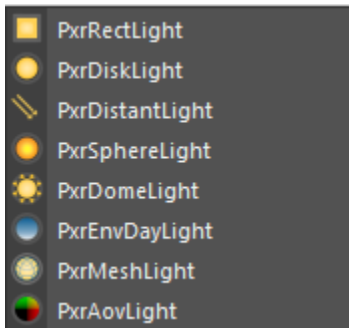 PxrRectLight
PxrDiskLight
PxrDistantLight
PxrSphereLight
PxrDomeLight
PxrEnvDayLight
PxrMeshLight
PxrAovLight